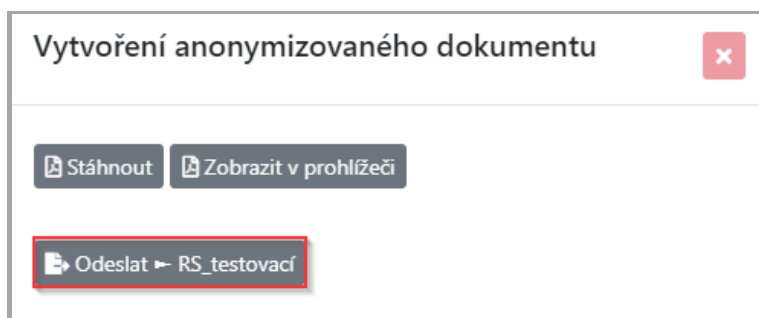 Vytvoření anonymizovaného dokumentu
Stáhnout Zobrazit v prohlížeči
Odeslat ► RS_testovací